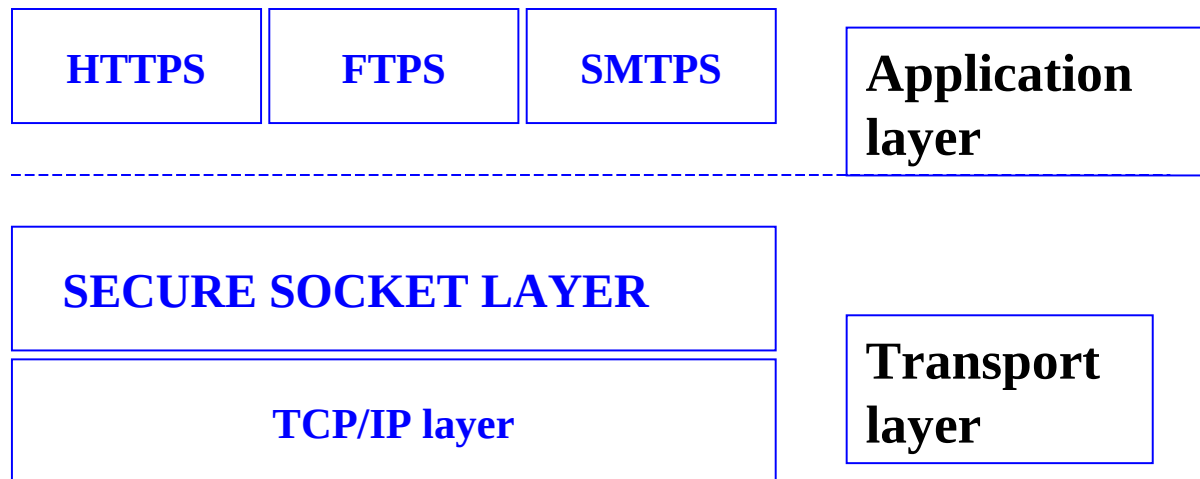 HTTPS
FTPS
SMTPS
Application
layer
SECURE SOCKET LAYER
TCP/IP layer
Transport
layer